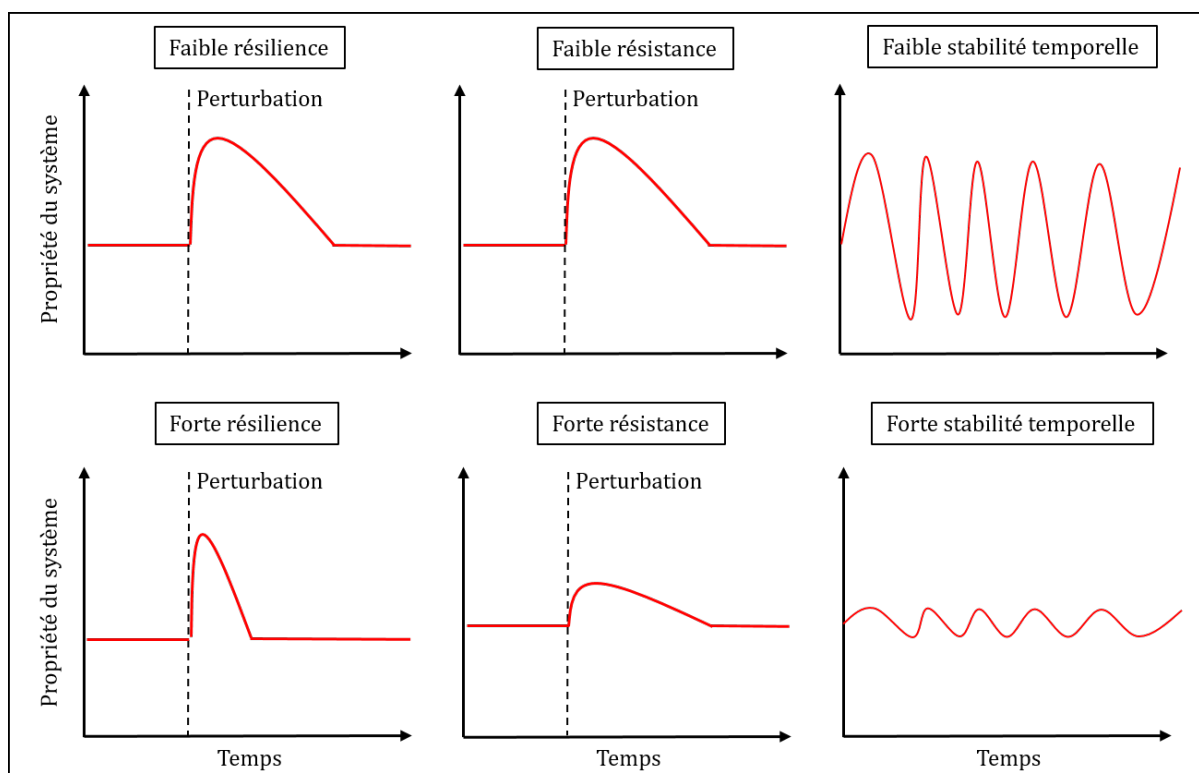 Faible résilience
Faible résistance
Faible stabilité temporelle
Perturbation
Perturbation
Propriété du système
Forte résilience
Forte résistance
Forte stabilité temporelle
Perturbation
Perturbation
Propriété du système
Temps
Temps
Temps